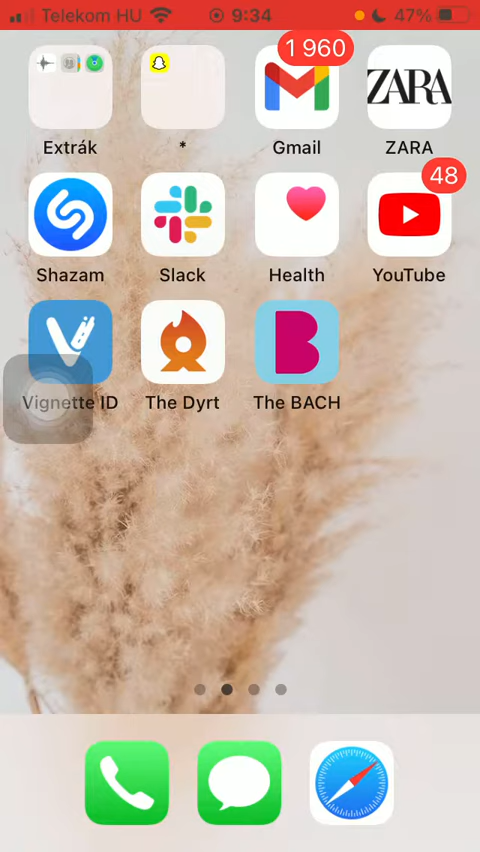 Telekom HU 9:34 47%
1 960
Extrák * Gmail ZARA ZARA
48
Shazam Slack Health YouTube
B
Vignette ID The Dyrt The BACH